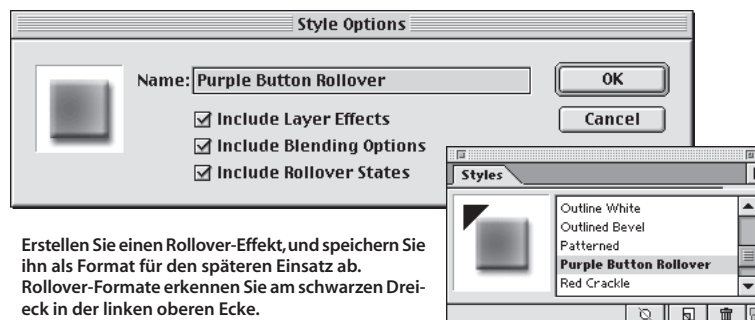 Style Options
Name: Purple Button Rollover
OK
Include Layer Effects
Cancel
Include Blending Options
Include Rollover States
Styles
Outline White
Outlined Bevel
Patterned
Purple Button Rollover
Red Crackle
Erstellen Sie einen Rollover-Effekt, und speichern Sie
ihn als Format für den späteren Einsatz ab.
Rollover-Formate erkennen Sie am schwarzen Drei-
eck in der linken oberen Ecke.